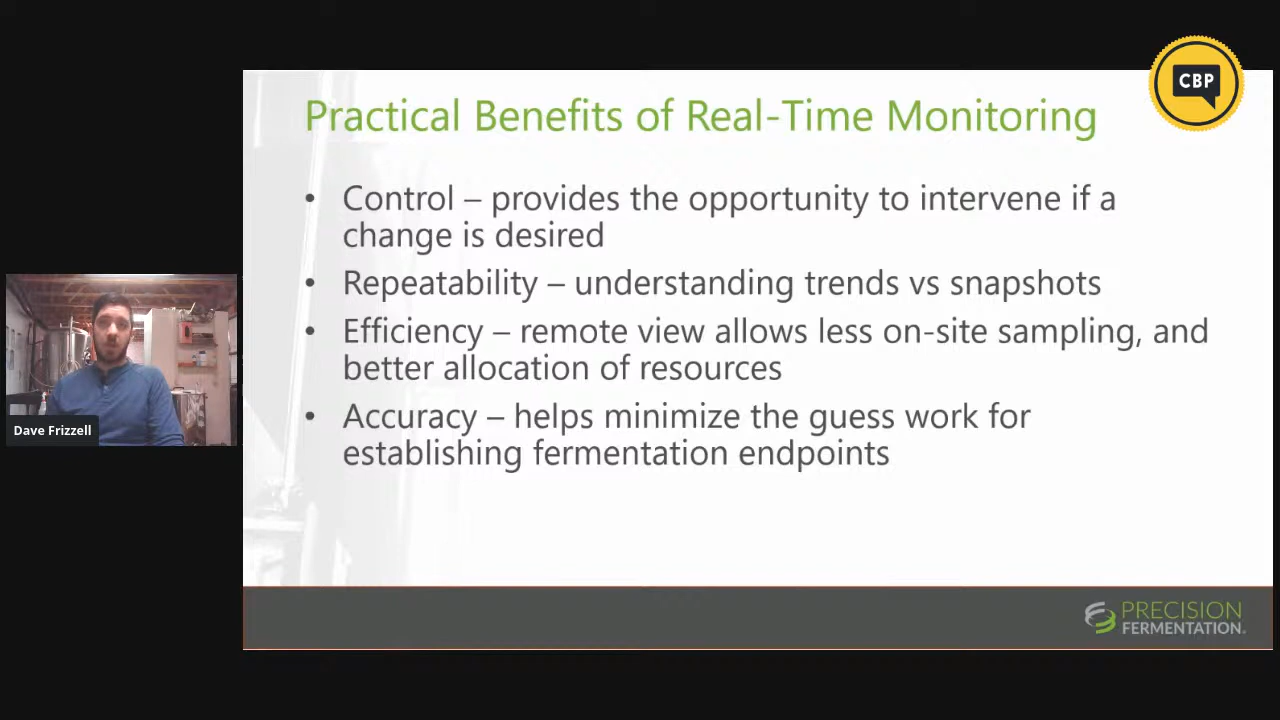 CBP
Practical Benefits of Real-Time Monitoring
• Control – provides the opportunity to intervene if a
change is desired
• Repeatability – understanding trends vs snapshots
• Efficiency – remote view allows less on-site sampling, and
better allocation of resources
• Accuracy – helps minimize the guess work for
establishing fermentation endpoints
Dave Frizzell
PRECISION
FERMENTATION.